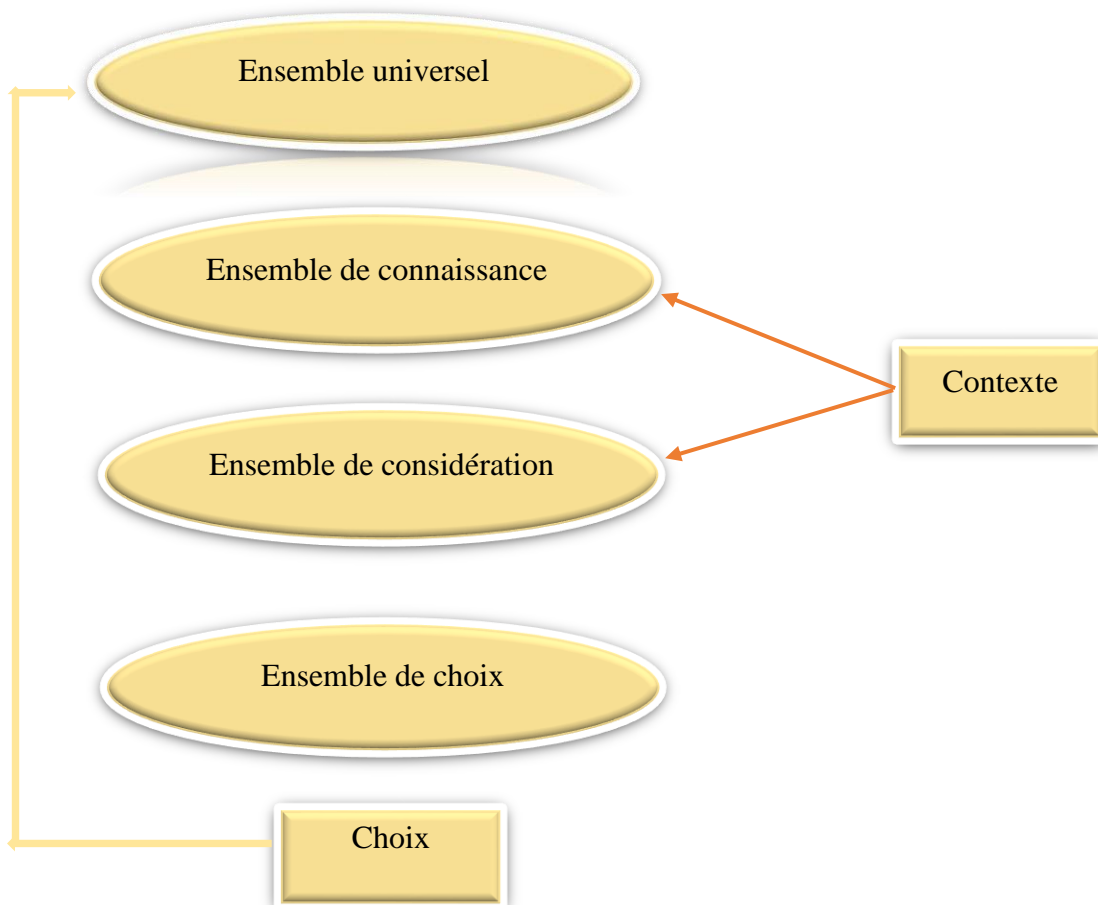 Ensemble universel
Ensemble de connaissance
Contexte
Ensemble de considération
Ensemble de choix
Choix